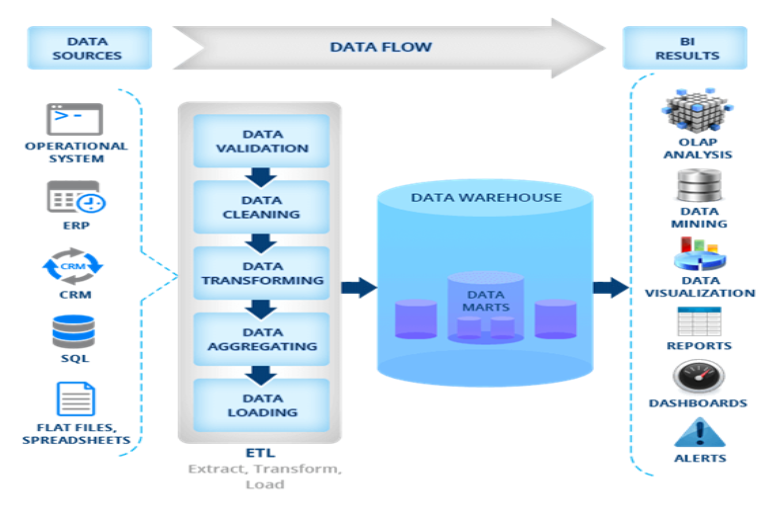 DATA
SOURCES
DATA FLOW
BI
RESULTS
>-
OPERATIONAL
SYSTEM
ERP
CRM
CRM
SQL
FLAT FILES,
SPREADSHEETS
DATA
VALIDATION
DATA
CLEANING
DATA
TRANSFORMING
DATA
AGGREGATING
DATA
LOADING
ETL
Extract, Transform,
Load
DATA WAREHOUSE
DATA
MARTS
OLAP
ANALYSIS
DATA
MINING
DATA
VISUALIZATION
REPORTS
DASHBOARDS
ALERTS